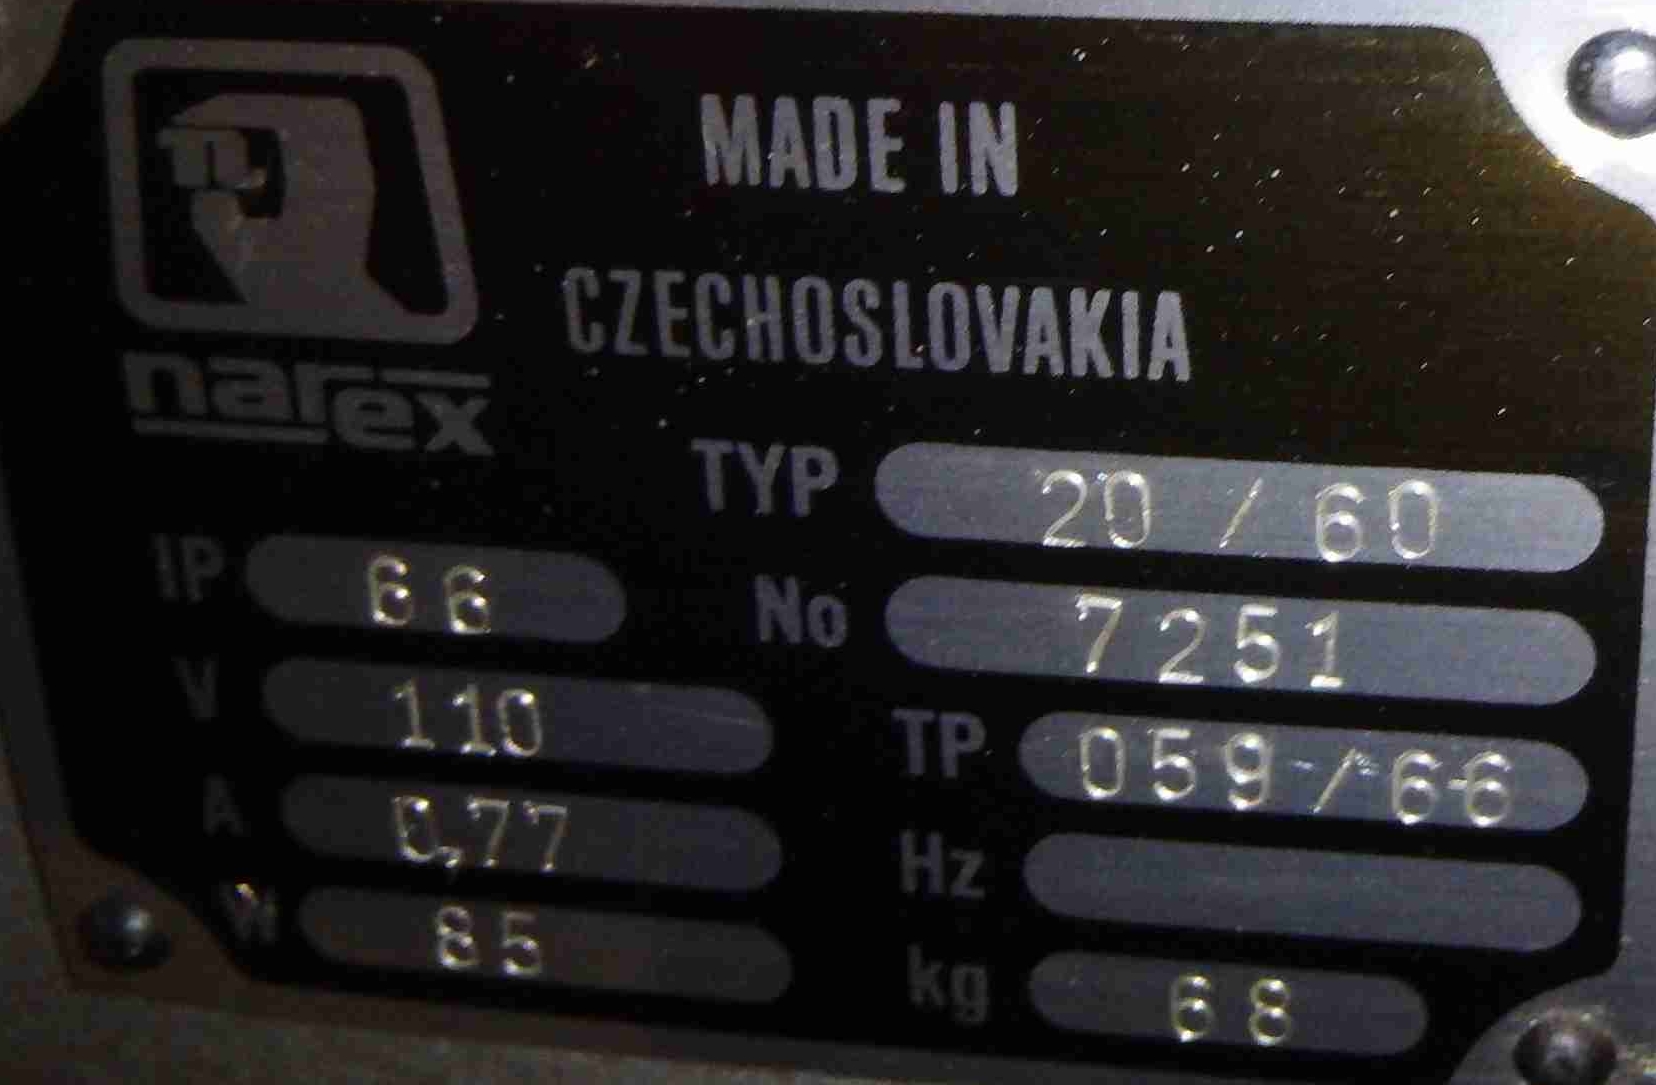 MADE IN
CZECHOSLOVAKIA
narex
TYP 20 / 60
IP 66
No 7251
V 110
TP 059 / 66
A 0,77
Hz
W 85
kg 68